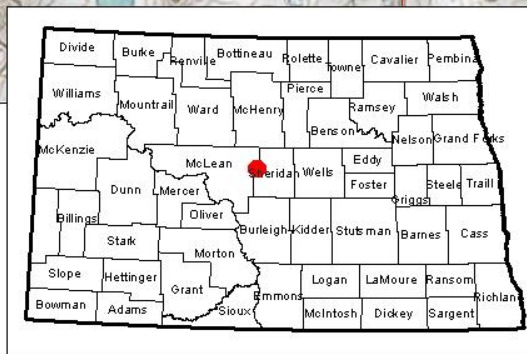 Divide Burke Renville Bottineau Rolette Towner Cavalier Pembina
Williams Mountrail Ward McHenry Pierce Ramsey Walsh
Benson Nelson Grand Forks
McKenzie McLean Sheridan Wells Eddy
Dunn Mercer Foster Griggs Steele Traill
Billings Oliver
Stark Morton Burleigh Kidder Stutsman Barnes Cass
Slope Hettinger Grant Logan LaMoure Ransom
Emmons Richland
Bowman Adams Sioux McIntosh Dickey Sargent